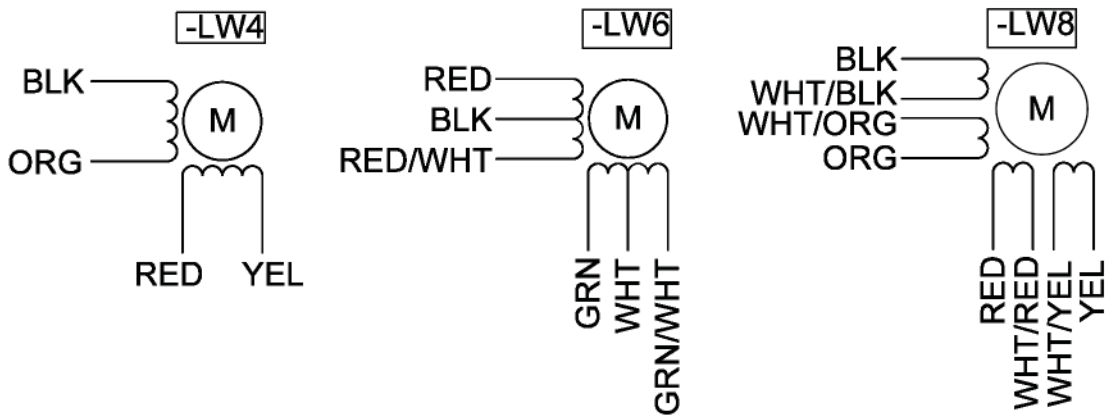 -LW4
BLK
ORG
M
RED
YEL
-LW6
RED
BLK
RED/WHT
M
GRN
WHT
GRN/WHT
-LW8
BLK
WHT/BLK
WHT/ORG
ORG
M
RED
WHT/RED
WHT/YEL
YEL